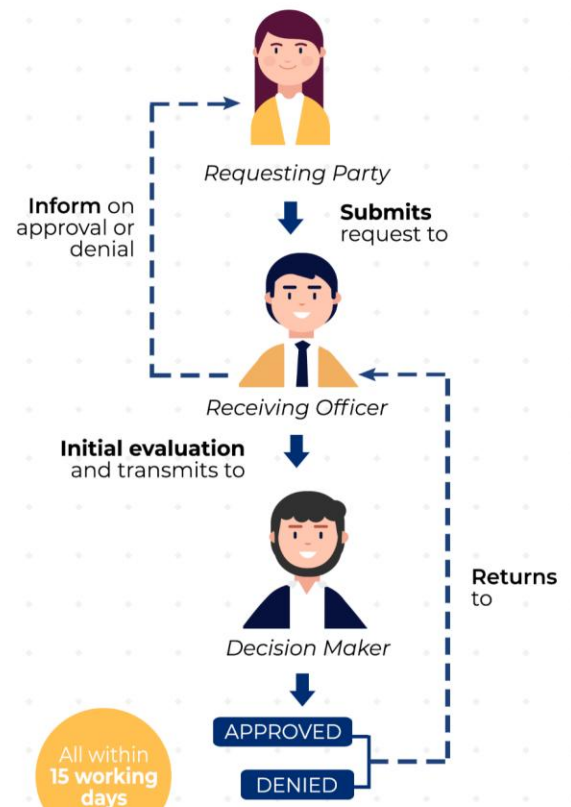 Requesting Party
Inform on
approval or
denial
Submits
request to
Receiving Officer
Initial evaluation
and transmits to
Returns
to
Decision Maker
APPROVED
DENIED
All within
15 working
days